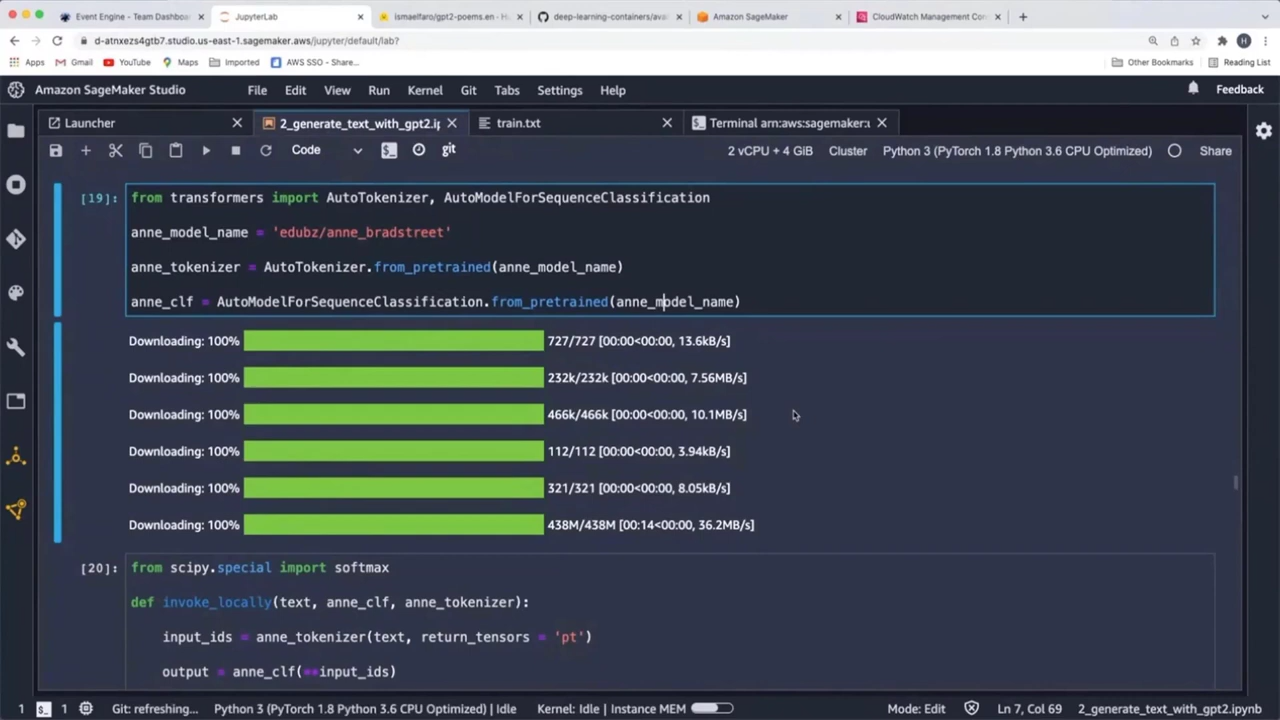 Event Engine - Team Dashboa
JupyterLab
ismaelfaro/gpt2-poems.en - Hu
deep-learning-containers/avai
Amazon SageMaker
CloudWatch Management Con
d-atnxezs4gtb7.studio.us-east-1.sagemaker.aws/jupyter/default/lab?
H
Apps
Gmail
YouTube
Maps
Imported
AWS SSO - Share...
Other Bookmarks
Reading List
Amazon SageMaker Studio
File
Edit
View
Run
Kernel
Git
Tabs
Settings
Help
Feedback
Launcher
2_generate_text_with_gpt2.ip
train.txt
Terminal arn:aws:sagemaker:u
Code
git
2 vCPU + 4 GiB
Cluster
Python 3 (PyTorch 1.8 Python 3.6 CPU Optimized)
Share
[19]:
from transformers import AutoTokenizer, AutoModelForSequenceClassification
anne_model_name = 'edubz/anne_bradstreet'
anne_tokenizer = AutoTokenizer.from_pretrained(anne_model_name)
anne_clf = AutoModelForSequenceClassification.from_pretrained(anne_model_name)
Downloading: 100% 727/727 [00:00<00:00, 13.6kB/s]
Downloading: 100% 232k/232k [00:00<00:00, 7.56MB/s]
Downloading: 100% 466k/466k [00:00<00:00, 10.1MB/s]
Downloading: 100% 112/112 [00:00<00:00, 3.94kB/s]
Downloading: 100% 321/321 [00:00<00:00, 8.05kB/s]
Downloading: 100% 438M/438M [00:14<00:00, 36.2MB/s]
[20]:
from scipy.special import softmax
def invoke_locally(text, anne_clf, anne_tokenizer):
input_ids = anne_tokenizer(text, return_tensors = 'pt')
output = anne_clf(**input_ids)
1
1
Git: refreshing...
Python 3 (PyTorch 1.8 Python 3.6 CPU Optimized) | Idle
Kernel: Idle | Instance MEM
Mode: Edit
Ln 7, Col 69
2_generate_text_with_gpt2.ipynb